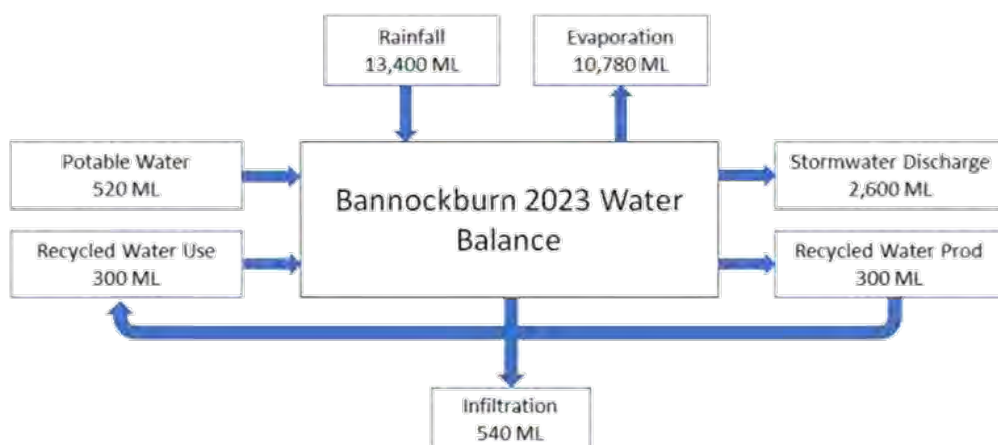 Rainfall
13,400 ML
Evaporation
10,780 ML
Potable Water
520 ML
Bannockburn 2023 Water
Balance
Stormwater Discharge
2,600 ML
Recycled Water Use
300 ML
Recycled Water Prod
300 ML
Infiltration
540 ML